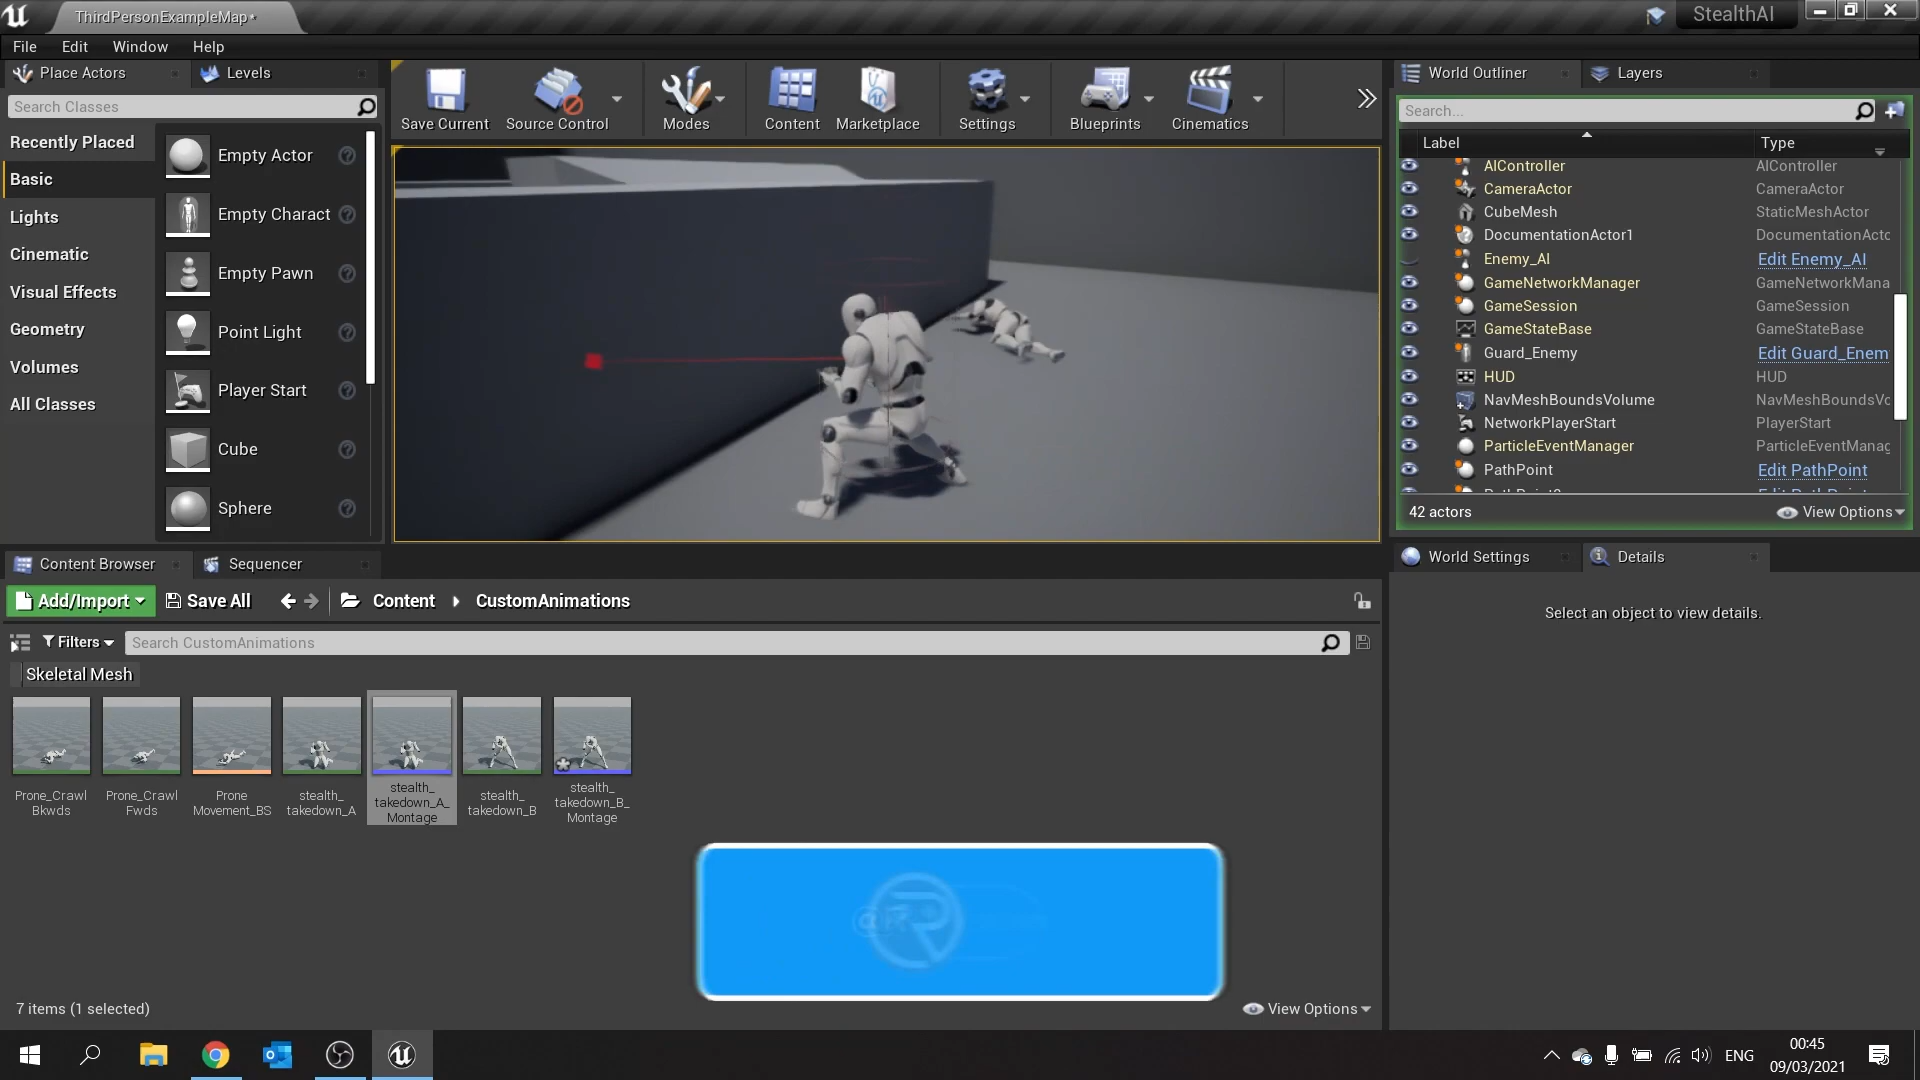 ThirdPersonExampleMap*
StealthAI
File Edit Window Help
Place Actors
Levels
Search Classes
Recently Placed
Basic
Lights
Cinematic
Visual Effects
Geometry
Volumes
All Classes
Empty Actor
Empty Charact
Empty Pawn
Point Light
Player Start
Cube
Sphere
Save Current
Source Control
Modes
Content
Marketplace
Settings
Blueprints
Cinematics
World Outliner
Layers
Search...
Label Type
AIController AIController
CameraActor CameraActor
CubeMesh StaticMeshActor
DocumentationActor1 DocumentationActo
Enemy_AI Edit Enemy_AI
GameNetworkManager GameNetworkMana
GameSession GameSession
GameStateBase GameStateBase
Guard_Enemy Edit Guard_Enem
HUD HUD
NavMeshBoundsVolume NavMeshBoundsVo
NetworkPlayerStart PlayerStart
ParticleEventManager ParticleEventManag
PathPoint Edit PathPoint
42 actors
View Options
World Settings
Details
Select an object to view details.
Content Browser
Sequencer
Add/Import
Save All
Content
CustomAnimations
Filters
Search CustomAnimations
Skeletal Mesh
Prone_Crawl
Bkwds
Prone_Crawl
Fwds
Prone
Movement_BS
stealth_
takedown_A
stealth_
takedown_A_
Montage
stealth_
takedown_B
stealth_
takedown_B_
Montage
7 items (1 selected)
View Options
ENG
00:45
09/03/2021